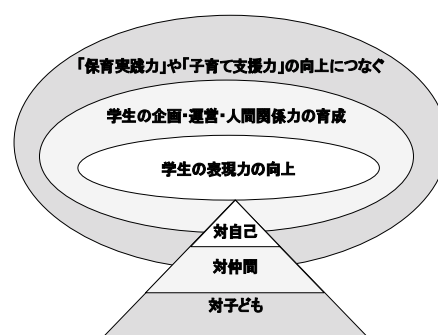 「保育実践力」や「子育て支援力」の向上につなぐ
学生の企画・運営・人間関係力の育成
学生の表現力の向上
対自己
対仲間
対子ども